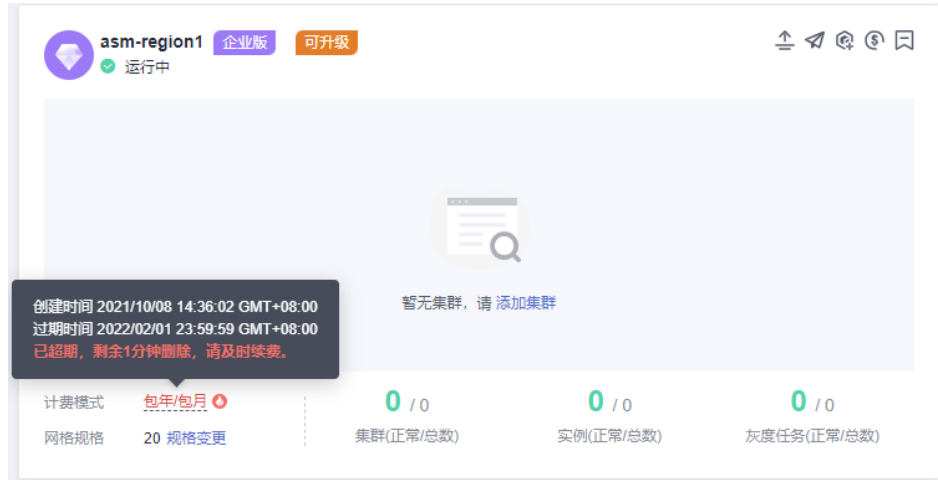 asm-region1 企业版 可升级
运行中
暂无集群，请 添加集群
创建时间 2021/10/08 14:36:02 GMT+08:00
过期时间 2022/02/01 23:59:59 GMT+08:00
已超期，剩余1分钟删除，请及时续费。
计费模式 包年/包月
网格规格 20 规格变更
0 / 0
集群(正常/总数)
0 / 0
实例(正常/总数)
0 / 0
灰度任务(正常/总数)